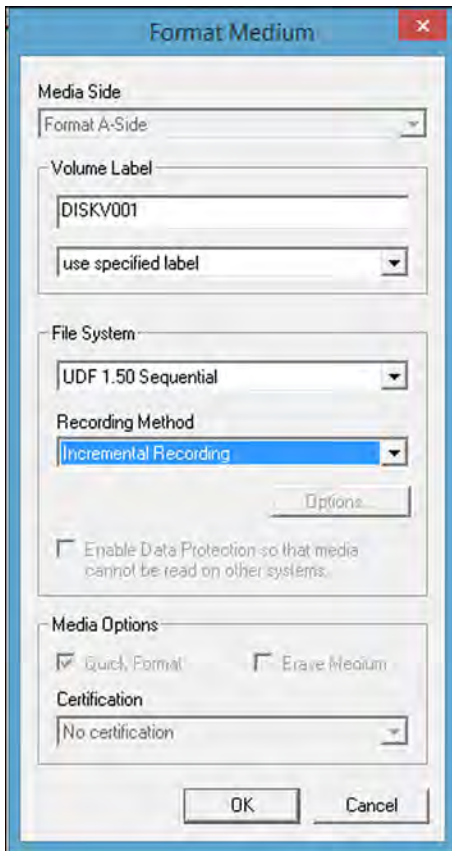 Format Medium
Media Side
Format A-Side
Volume Label
DISKV001
use specified label
File System
UDF 1.50 Sequential
Recording Method
Incremental Recording
Options...
Enable Data Protection so that media
cannot be read on other systems.
Media Options
Quick Format
Erase Medium
Certification
No certification
OK
Cancel